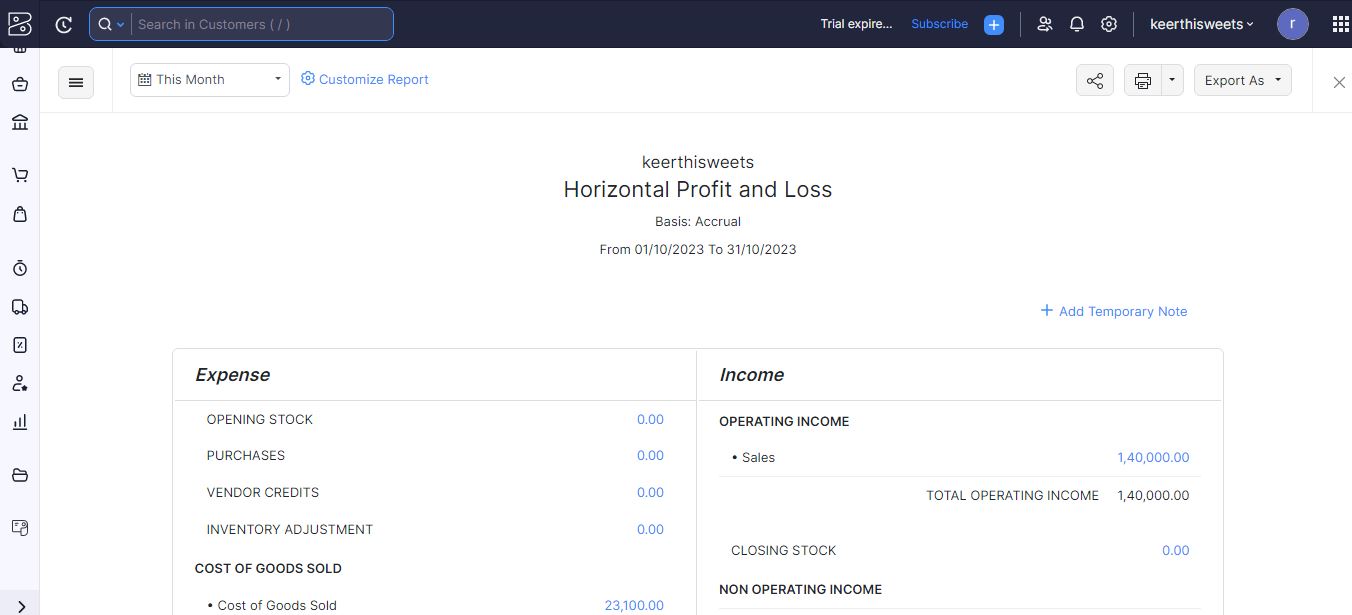 Search in Customers ( / )
Trial expire...
Subscribe
keerthisweets
r
This Month
Customize Report
Export As
keerthisweets
Horizontal Profit and Loss
Basis: Accrual
From 01/10/2023 To 31/10/2023
Add Temporary Note
Expense
OPENING STOCK 0.00
PURCHASES 0.00
VENDOR CREDITS 0.00
INVENTORY ADJUSTMENT 0.00
COST OF GOODS SOLD
• Cost of Goods Sold 23,100.00
Income
OPERATING INCOME
• Sales 1,40,000.00
TOTAL OPERATING INCOME 1,40,000.00
CLOSING STOCK 0.00
NON OPERATING INCOME